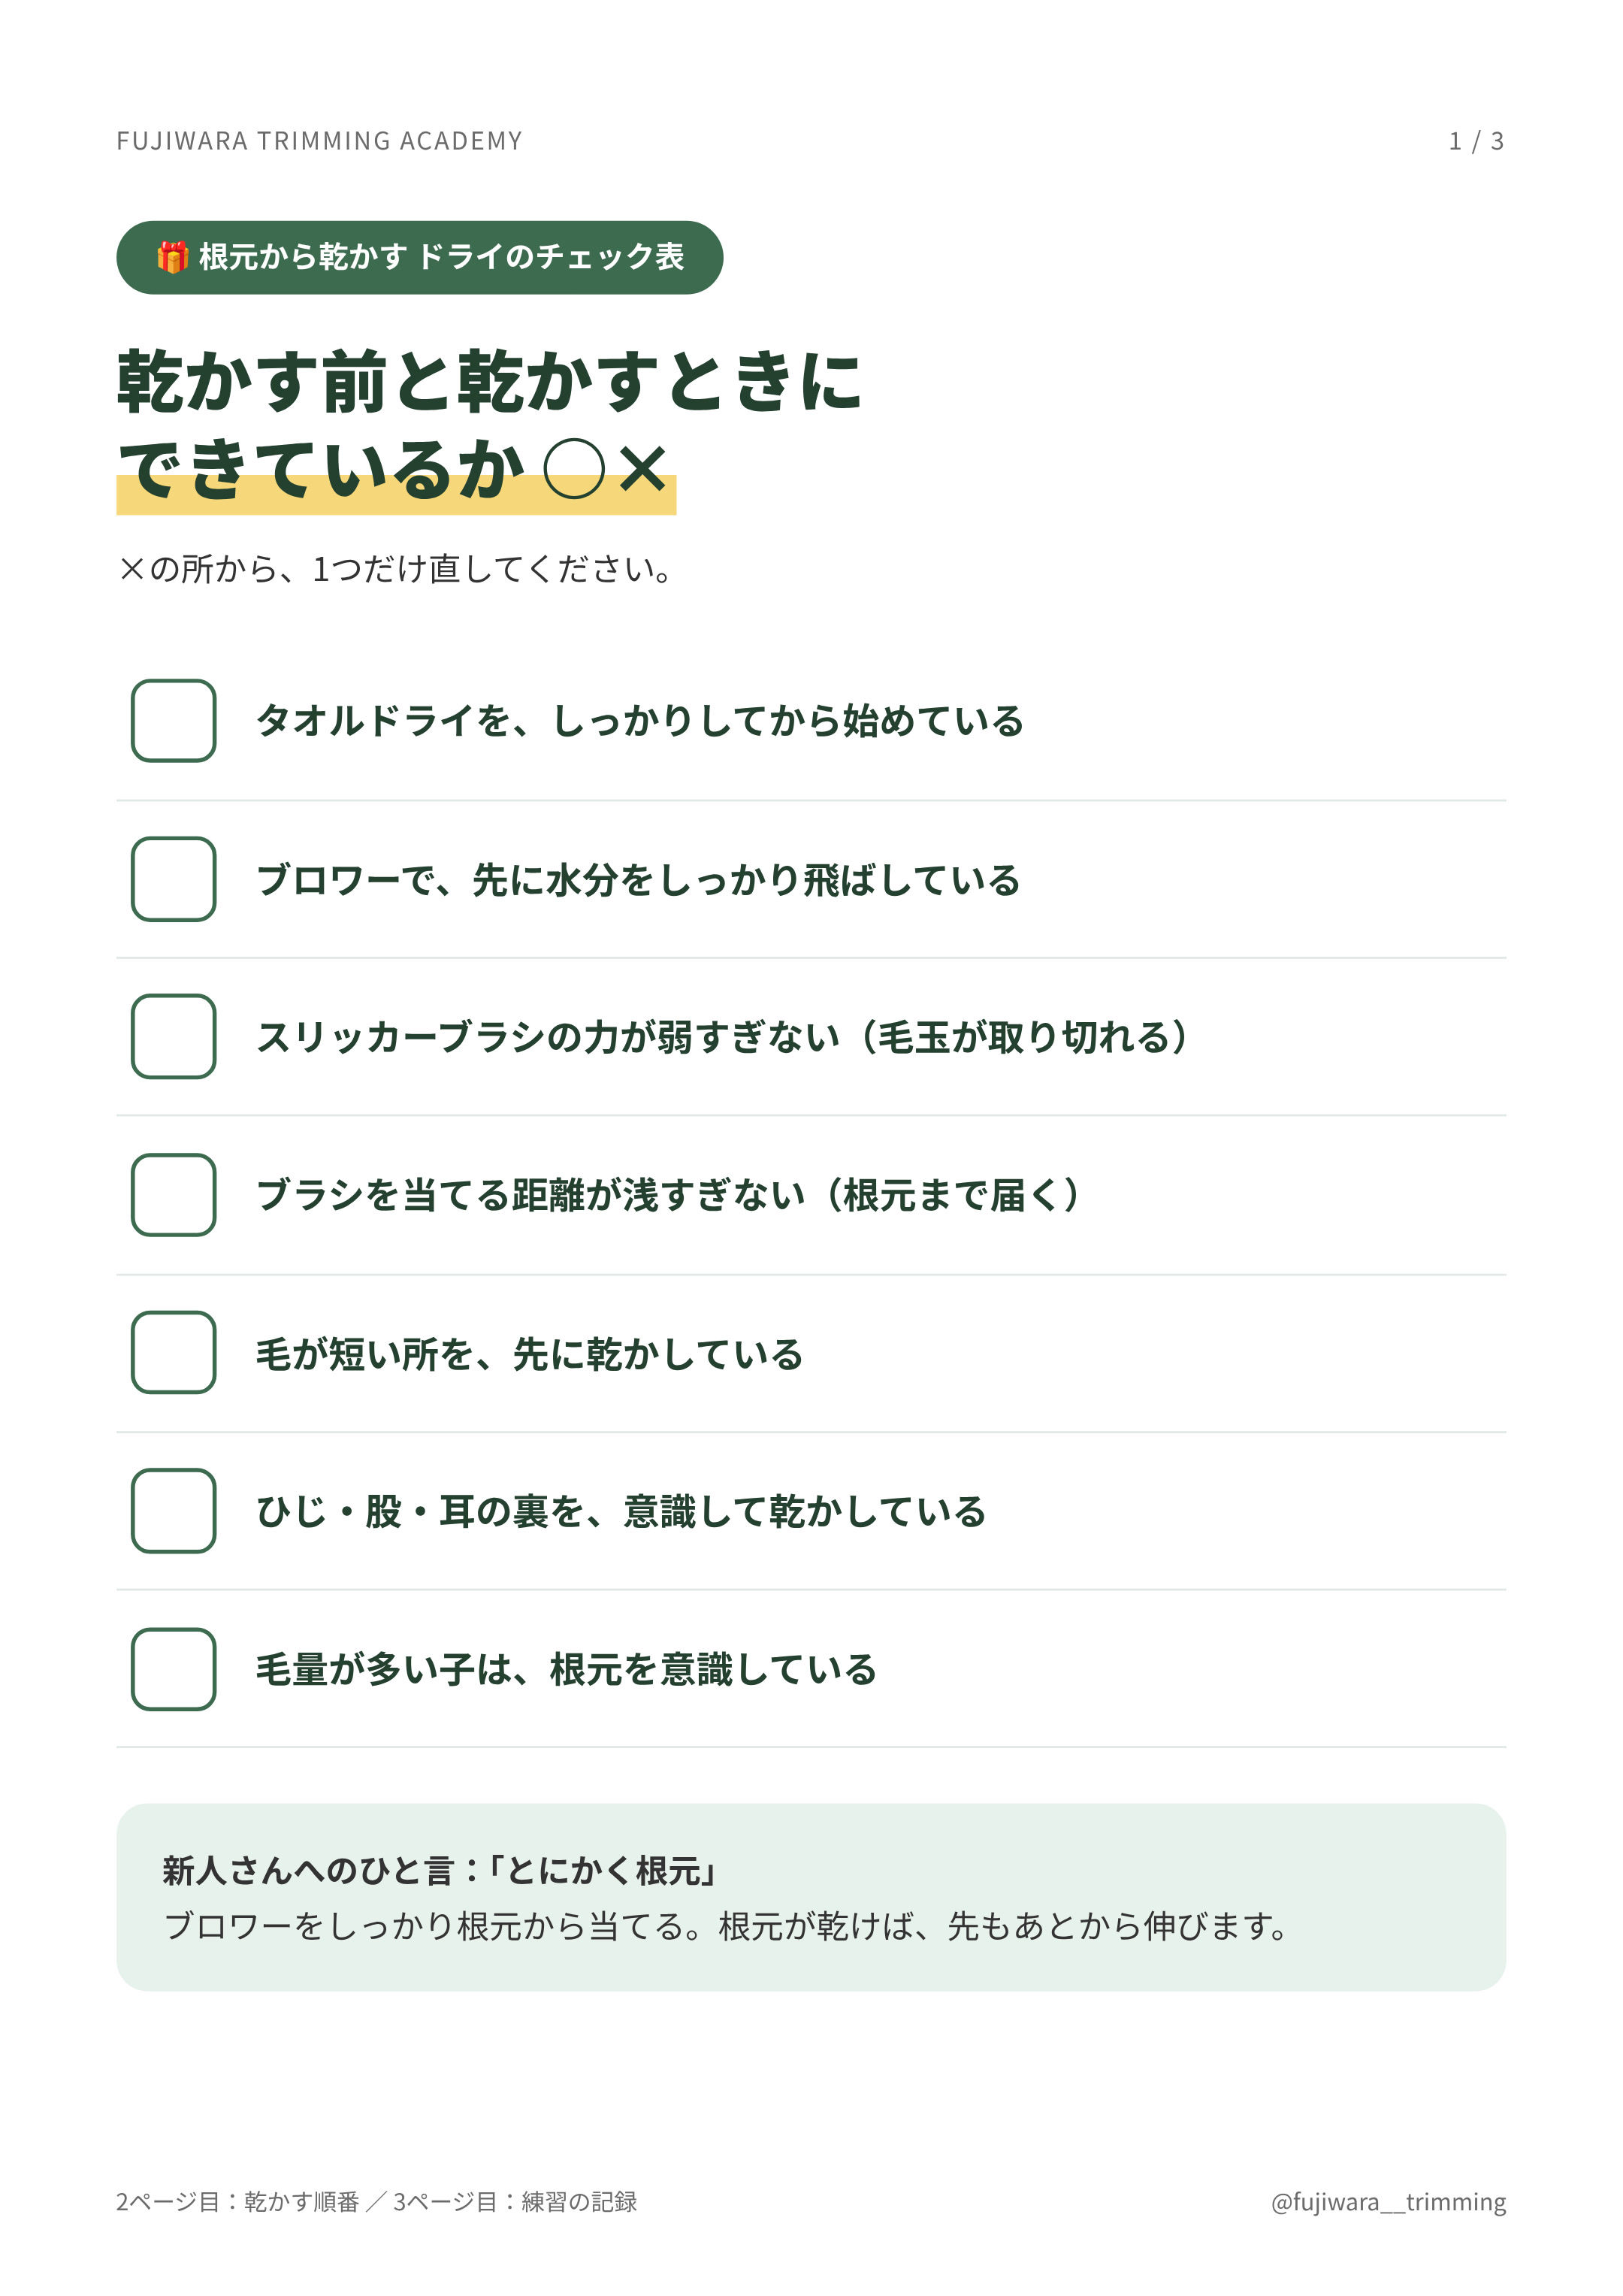 FUJIWARA TRIMMING ACADEMY
1 / 3
🎁 根元から乾かす ドライのチェック表
乾かす前と乾かすときに
できているか ○×
×の所から、1つだけ直してください。
タオルドライを、しっかりしてから始めている
ブロワーで、先に水分をしっかり飛ばしている
スリッカーブラシの力が弱すぎない（毛玉が取り切れる）
ブラシを当てる距離が浅すぎない（根元まで届く）
毛が短い所を、先に乾かしている
ひじ・股・耳の裏を、意識して乾かしている
毛量が多い子は、根元を意識している
新人さんへのひと言：「とにかく根元」
ブロワーをしっかり根元から当てる。根元が乾けば、先もあとから伸びます。
2ページ目：乾かす順番 ／ 3ページ目：練習の記録
@fujiwara__trimming